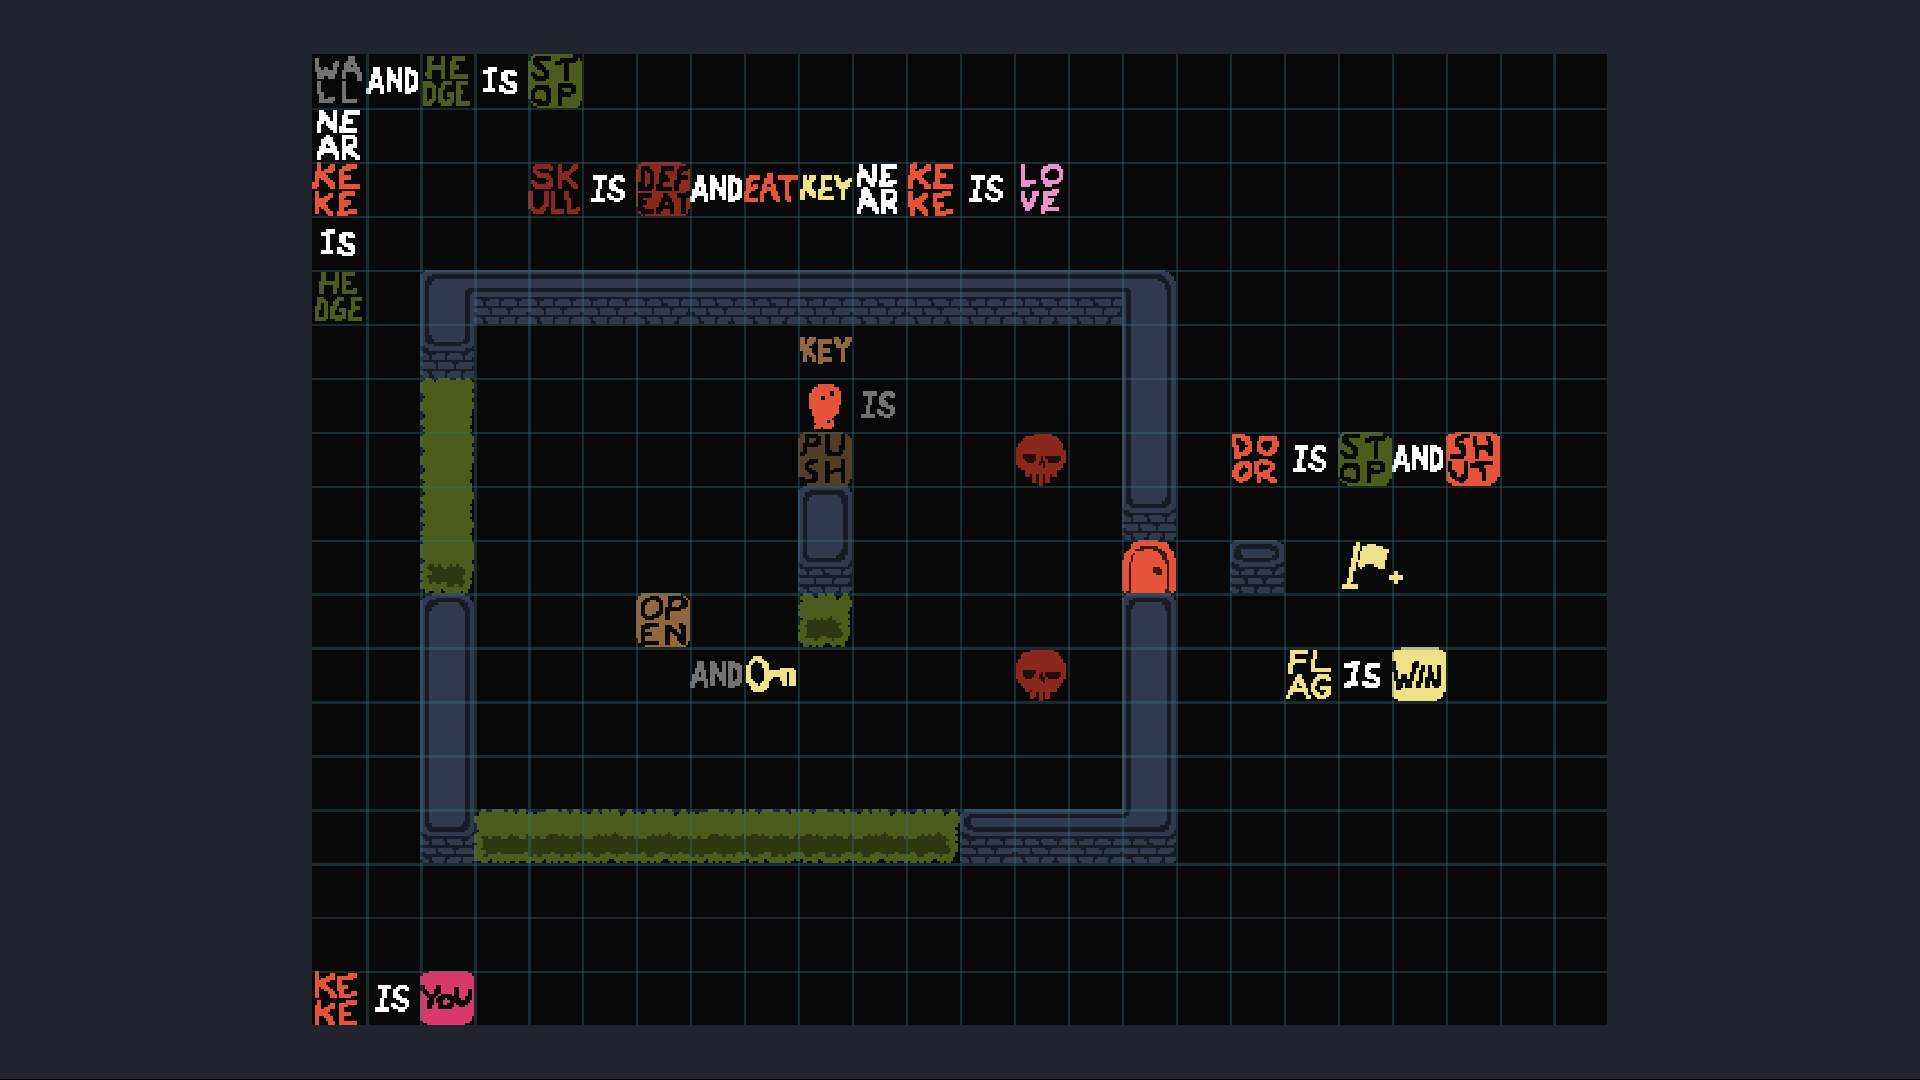 WALL AND HEDGE IS STOP
NEAR
KEKE SKULL IS DEFEAT AND EAT KEY NEAR KEKE IS LOVE
IS
HEDGE
KEY
IS
PUSH DOOR IS STOP AND SHUT
OPEN
AND FLAG IS WIN
KEKE IS YOU